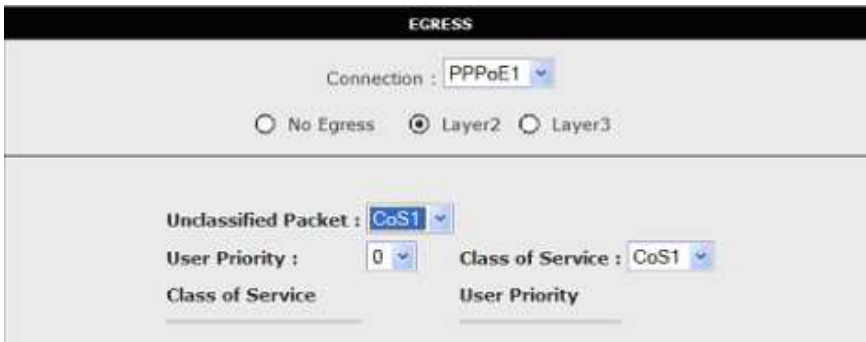 EGRESS
Connection : PPPoE1
No Egress Layer2 Layer3
Unclassified Packet : CoS1
User Priority : 0 Class of Service : CoS1
Class of Service User Priority